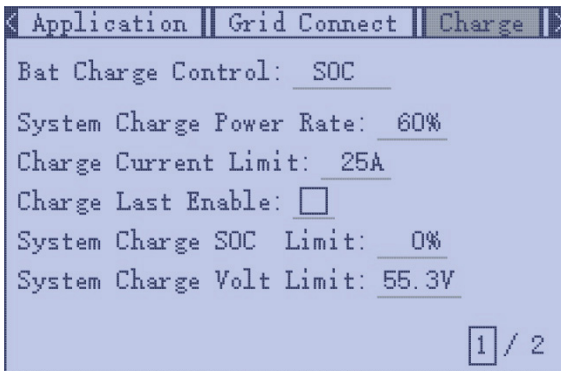 Application Grid Connect Charge
Bat Charge Control: SOC
System Charge Power Rate: 60%
Charge Current Limit: 25A
Charge Last Enable:
System Charge SOC Limit: 0%
System Charge Volt Limit: 55.3V
1 / 2